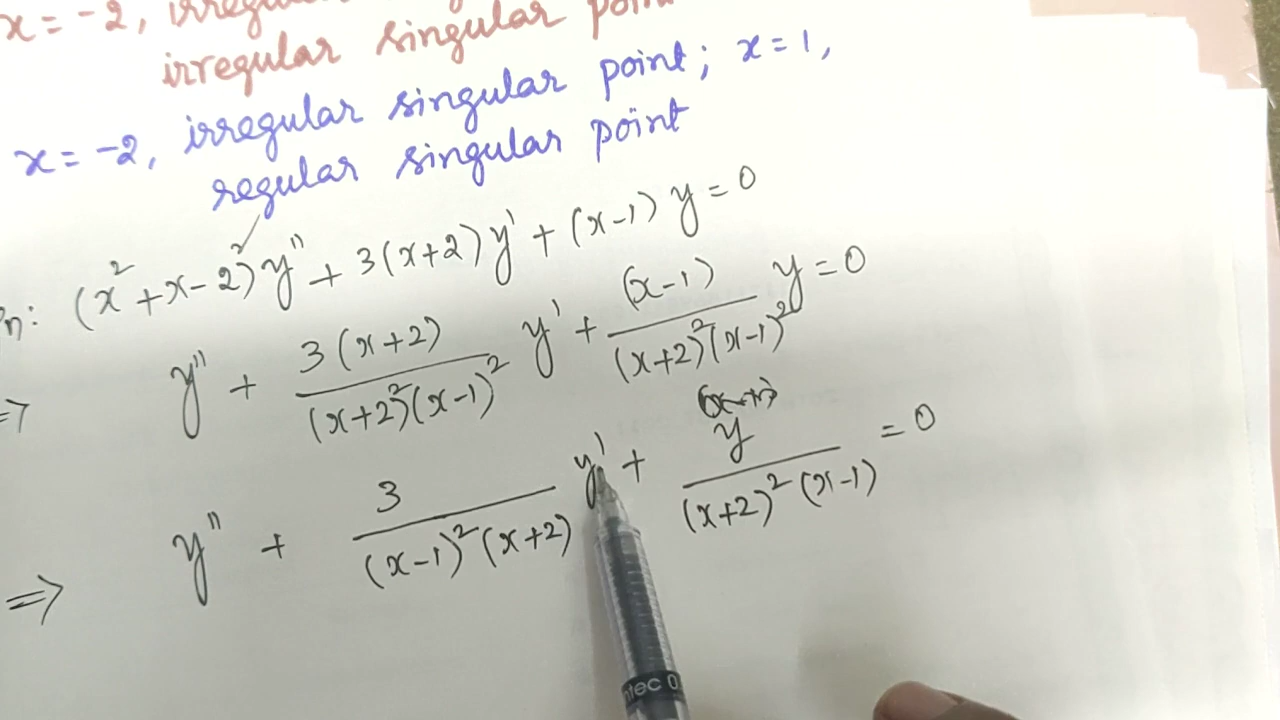 x = -2, irregular
irregular singular point
irregular singular point; x = 1,
x = -2,
regular singular point
n: (x² + x - 2)² y'' + 3(x+2) y' + (x-1) y = 0
=> y'' + 3(x+2) / (x+2)²(x-1)² y' + (x-1) / (x+2)²(x-1)² y = 0
=> y'' + 3 / (x-1)²(x+2) y' + y / (x+2)²(x-1) = 0
ntec 0